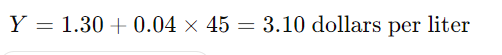 Y = 1.30 + 0.04 × 45 = 3.10 dollars per liter